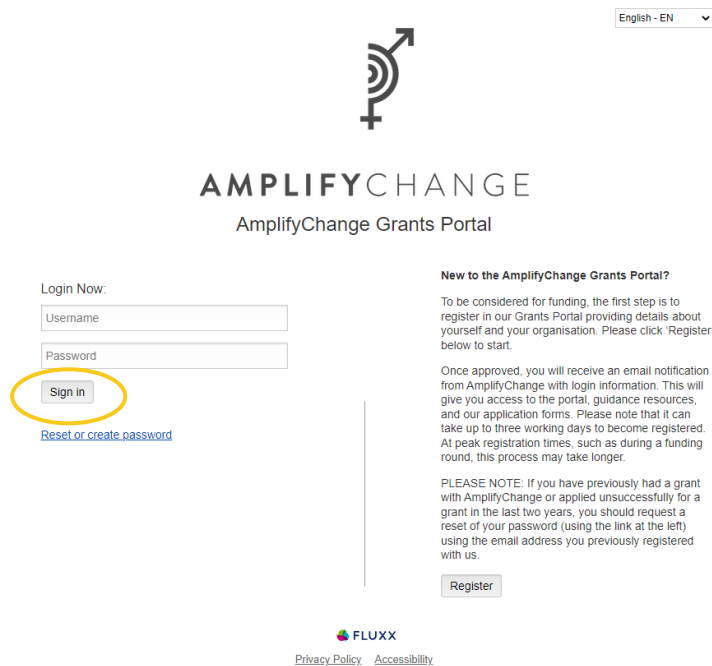 English - EN
AMPLIFYCHANGE
AmplifyChange Grants Portal
Login Now:
Username
Password
Sign in
Reset or create password
New to the AmplifyChange Grants Portal?
To be considered for funding, the first step is to
register in our Grants Portal providing details about
yourself and your organisation. Please click 'Register
below to start.
Once approved, you will receive an email notification
from AmplifyChange with login information. This will
give you access to the portal, guidance resources,
and our application forms. Please note that it can
take up to three working days to become registered.
At peak registration times, such as during a funding
round, this process may take longer.
PLEASE NOTE: If you have previously had a grant
with AmplifyChange or applied unsuccessfully for a
grant in the last two years, you should request a
reset of your password (using the link at the left)
using the email address you previously registered
with us.
Register
FLUXX
Privacy Policy Accessibility